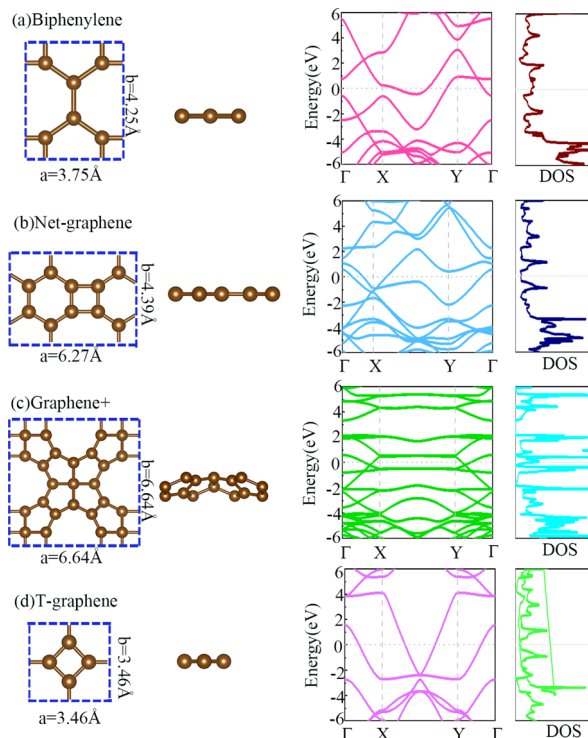 (a)Biphenylene
b=4.25Å
a=3.75Å
Energy(eV)
6
4
2
0
-2
-4
-6
Γ X Y Γ
DOS
(b)Net-graphene
b=4.39Å
a=6.27Å
Energy(eV)
6
4
2
0
-2
-4
-6
Γ X Y Γ
DOS
(c)Graphene+
b=6.64Å
a=6.64Å
Energy(eV)
6
4
2
0
-2
-4
-6
Γ X Y Γ
DOS
(d)T-graphene
b=3.46Å
a=3.46Å
Energy(eV)
6
4
2
0
-2
-4
-6
Γ X Y Γ
DOS